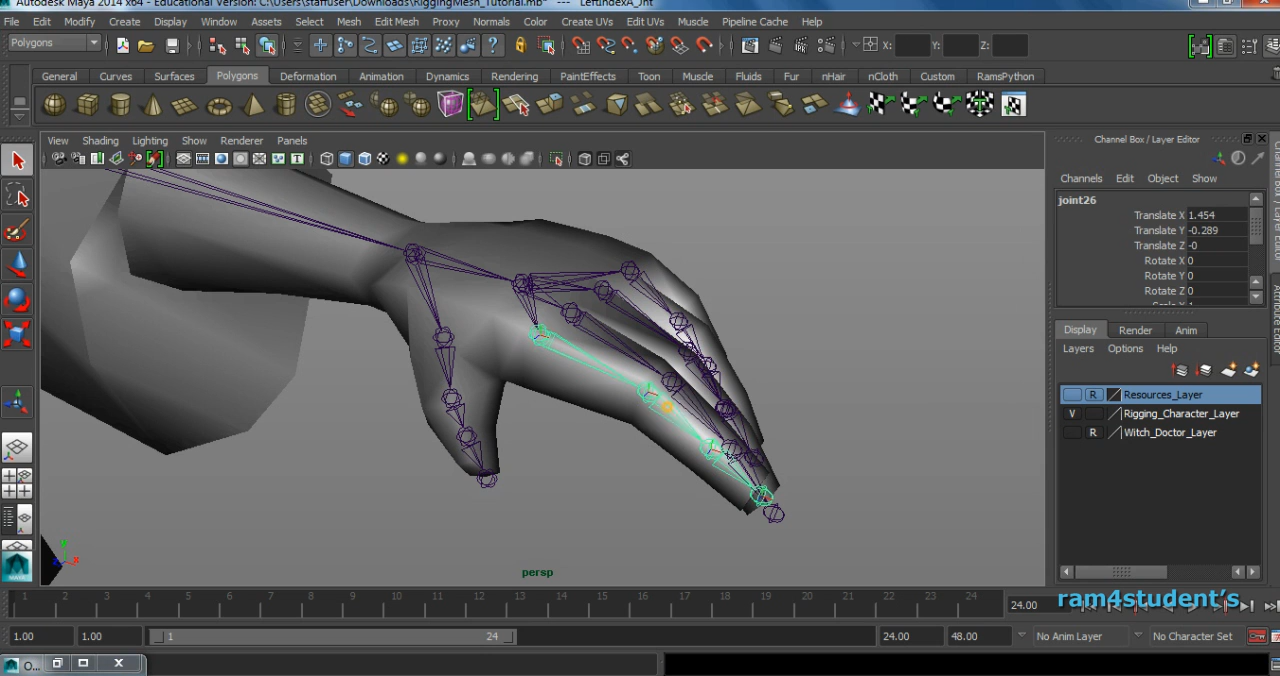 Autodesk Maya 2014 x64 - Educational Version: C:\Users\staffuser\Downloads\RiggingMesh_Tutorial.mb* --- LeftIndexA_Jnt
File Edit Modify Create Display Window Assets Select Mesh Edit Mesh Proxy Normals Color Create UVs Edit UVs Muscle Pipeline Cache Help
Polygons X: Y: Z:
General Curves Surfaces Polygons Deformation Animation Dynamics Rendering PaintEffects Toon Muscle Fluids Fur nHair nCloth Custom RamsPython
View Shading Lighting Show Renderer Panels
Channel Box / Layer Editor
Channels Edit Object Show
joint26
Translate X 1.454
Translate Y -0.289
Translate Z -0
Rotate X 0
Rotate Y 0
Rotate Z 0
Display Render Anim
Layers Options Help
R Resources_Layer
V Rigging_Character_Layer
R Witch_Doctor_Layer
Attribute Editor
persp
1 2 3 4 5 6 7 8 9 10 11 12 13 14 15 16 17 18 19 20 21 22 23 24 24.00
ram4student's
1.00 1.00 1 24 24.00 48.00 No Anim Layer No Character Set
O...